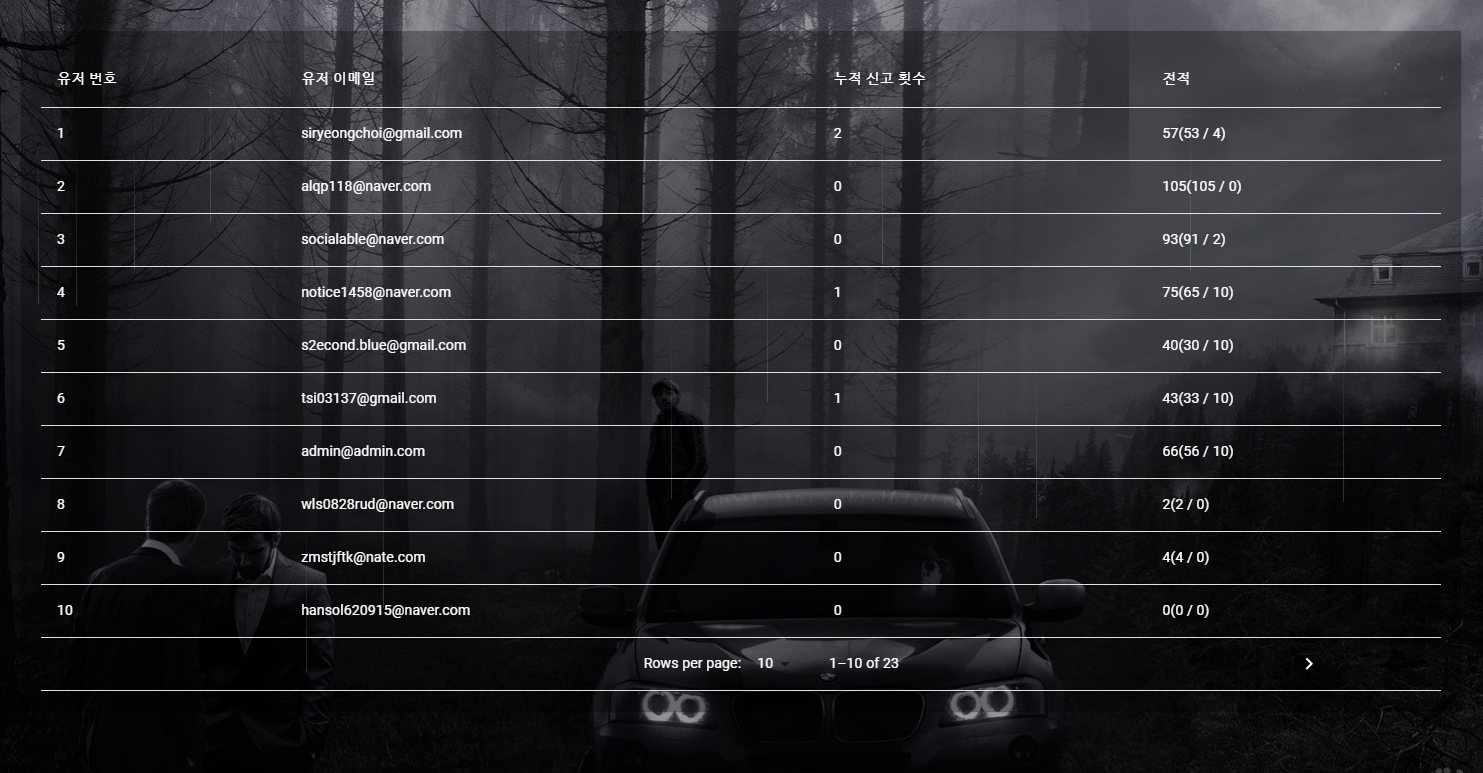 유저 번호 유저 이메일 누적 신고 횟수 전적
1 siryeongchoi@gmail.com 2 57(53 / 4)
2 alqp118@naver.com 0 105(105 / 0)
3 socialable@naver.com 0 93(91 / 2)
4 notice1458@naver.com 1 75(65 / 10)
5 s2econd.blue@gmail.com 0 40(30 / 10)
6 tsi03137@gmail.com 1 43(33 / 10)
7 admin@admin.com 0 66(56 / 10)
8 wls0828rud@naver.com 0 2(2 / 0)
9 zmstjftk@nate.com 0 4(4 / 0)
10 hansol620915@naver.com 0 0(0 / 0)
Rows per page: 10 1–10 of 23